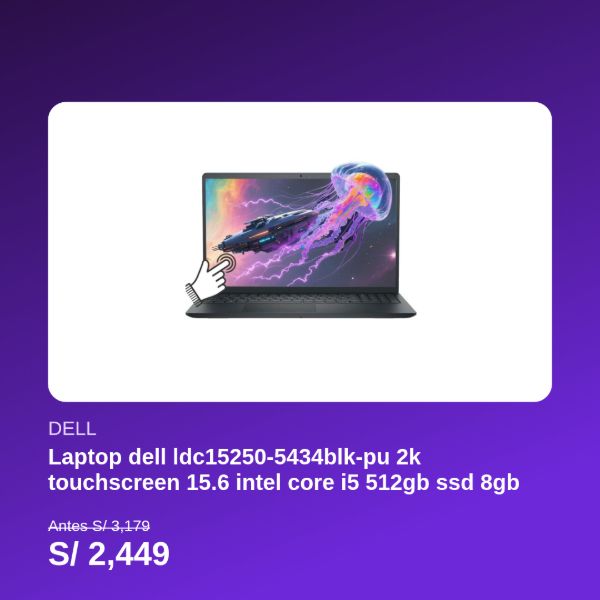 DELL
Laptop dell ldc15250-5434blk-pu 2k
touchscreen 15.6 intel core i5 512gb ssd 8gb
Antes S/ 3,179
S/ 2,449